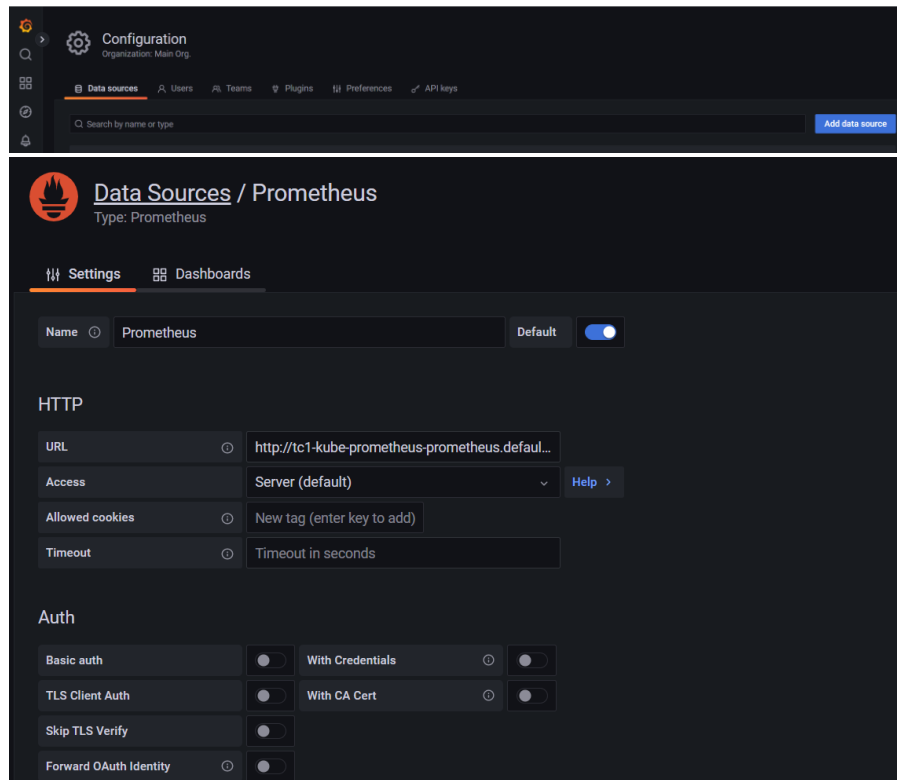 Configuration
Organization: Main Org.
Data sources Users Teams Plugins Preferences API keys
Search by name or type Add data source
Data Sources / Prometheus
Type: Prometheus
Settings Dashboards
Name Prometheus Default
HTTP
URL http://tc1-kube-prometheus-prometheus.defaul...
Access Server (default) Help >
Allowed cookies New tag (enter key to add)
Timeout Timeout in seconds
Auth
Basic auth With Credentials
TLS Client Auth With CA Cert
Skip TLS Verify
Forward OAuth Identity